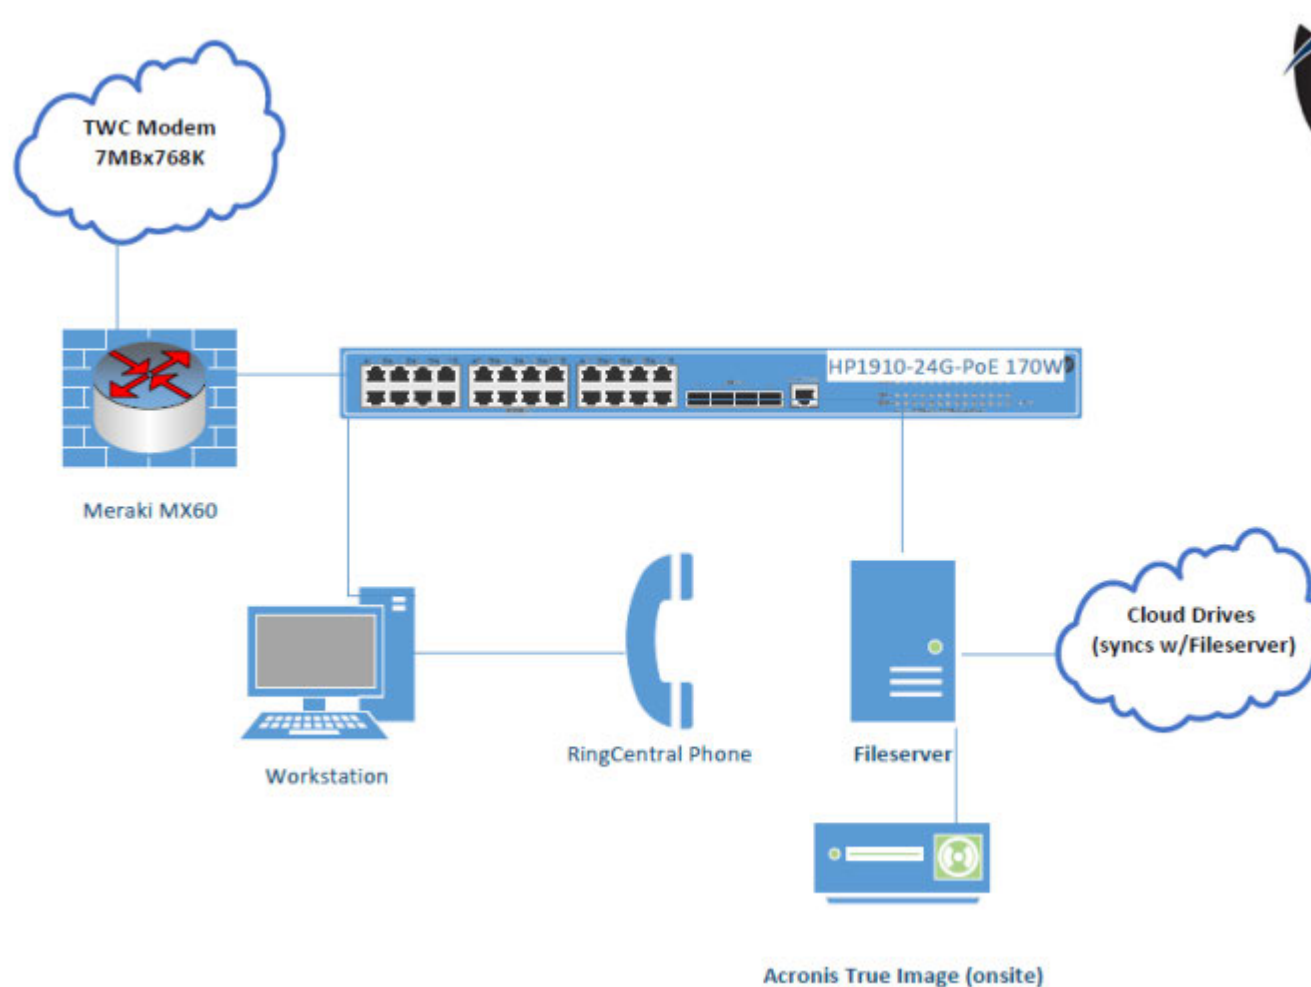 TWC Modem
7MBx768K
HP1910-24G-PoE 170W
Meraki MX60
Cloud Drives
(syncs w/Fileserver)
RingCentral Phone
Fileserver
Workstation
Acronis True Image (onsite)